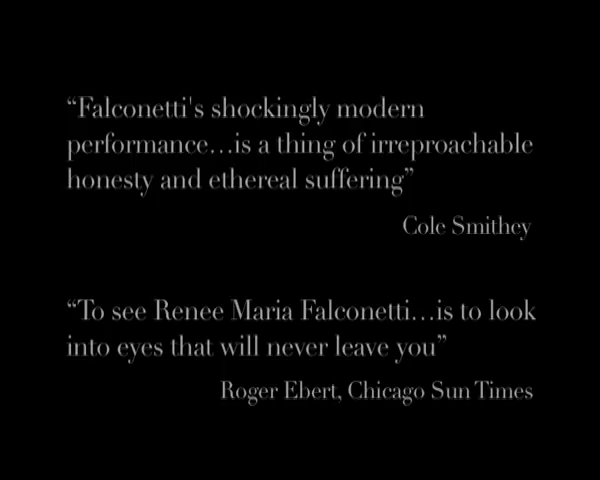 “Falconetti's shockingly modern
performance...is a thing of irreproachable
honesty and ethereal suffering”
Cole Smithey
“To see Renee Maria Falconetti...is to look
into eyes that will never leave you”
Roger Ebert, Chicago Sun Times